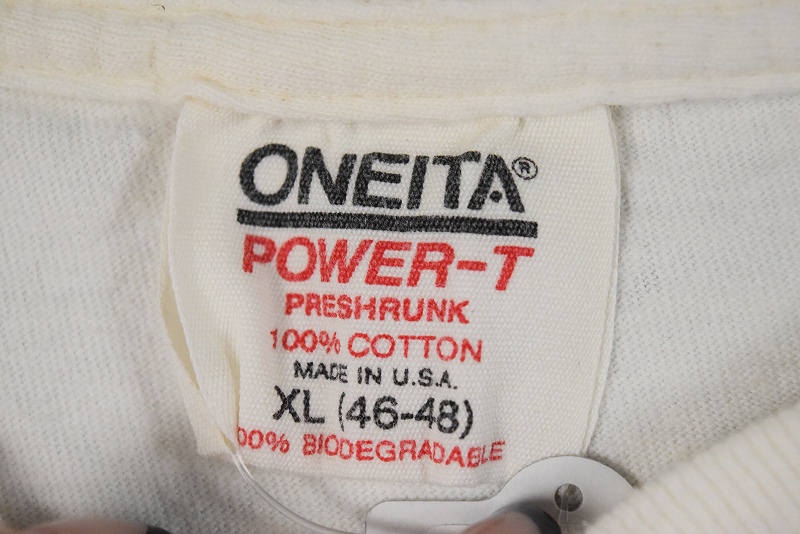 ONEITA®
POWER-T
PRESHRUNK
100% COTTON
MADE IN U.S.A.
XL (46-48)
00% BIODEGRADABLE